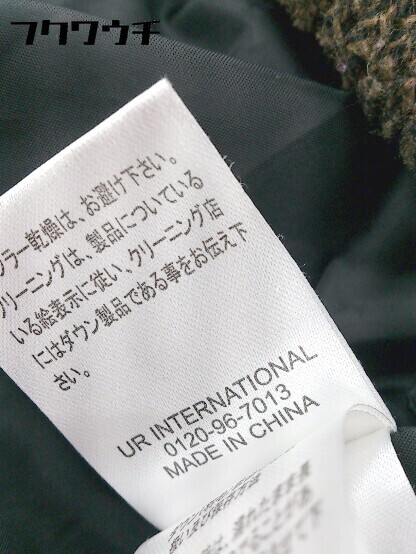 フクワウチ
ラー乾燥は、お避け下さい。
クリーニングは、製品についている
いる絵表示に従い、クリーニング店
にはダウン製品である事をお伝え下
さい。
UR INTERNATIONAL
0120-96-7013
MADE IN CHINA